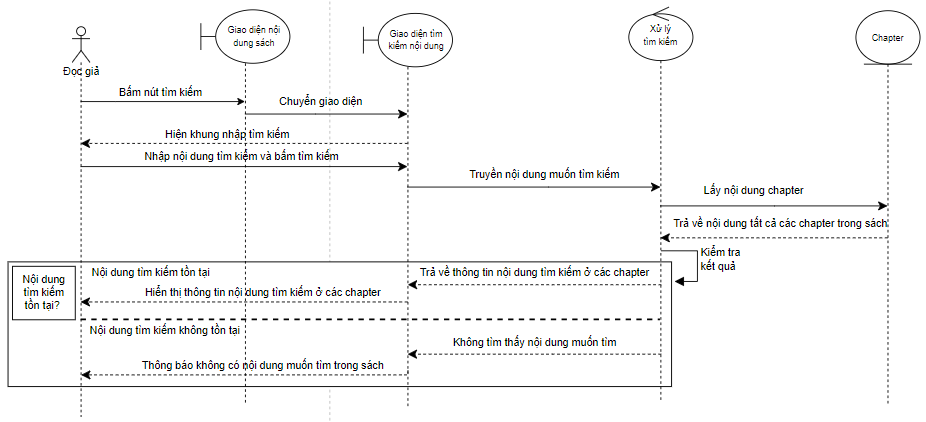 Giao diện nội
dung sách
Giao diện tìm
kiếm nội dung
Xử lý
tìm kiếm
Chapter
Đọc giả
Bấm nút tìm kiếm
Chuyển giao diện
Hiện khung nhập tìm kiếm
Nhập nội dung tìm kiếm và bấm tìm kiếm
Truyền nội dung muốn tìm kiếm
Lấy nội dung chapter
Trả về nội dung tất cả các chapter trong sách
Kiểm tra
kết quả
Nội dung
tìm kiếm
tồn tại?
Nội dung tìm kiếm tồn tại
Trả về thông tin nội dung tìm kiếm ở các chapter
Hiển thị thông tin nội dung tìm kiếm ở các chapter
Nội dung tìm kiếm không tồn tại
Không tìm thấy nội dung muốn tìm
Thông báo không có nội dung muốn tìm trong sách